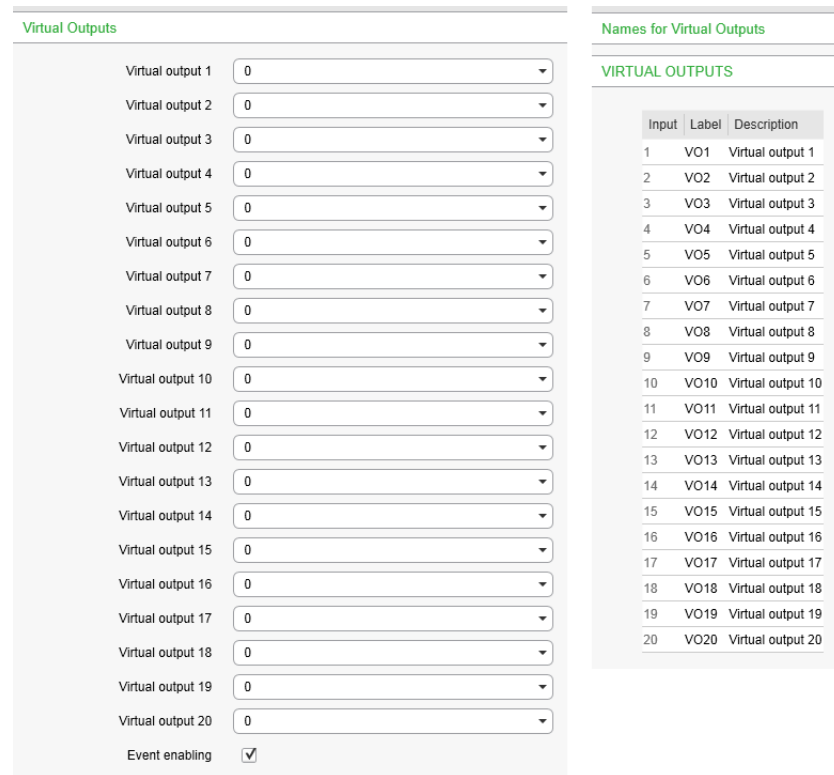 Virtual Outputs
Virtual output 1 0
Virtual output 2 0
Virtual output 3 0
Virtual output 4 0
Virtual output 5 0
Virtual output 6 0
Virtual output 7 0
Virtual output 8 0
Virtual output 9 0
Virtual output 10 0
Virtual output 11 0
Virtual output 12 0
Virtual output 13 0
Virtual output 14 0
Virtual output 15 0
Virtual output 16 0
Virtual output 17 0
Virtual output 18 0
Virtual output 19 0
Virtual output 20 0
Event enabling
Names for Virtual Outputs
VIRTUAL OUTPUTS
Input Label Description
1 VO1 Virtual output 1
2 VO2 Virtual output 2
3 VO3 Virtual output 3
4 VO4 Virtual output 4
5 VO5 Virtual output 5
6 VO6 Virtual output 6
7 VO7 Virtual output 7
8 VO8 Virtual output 8
9 VO9 Virtual output 9
10 VO10 Virtual output 10
11 VO11 Virtual output 11
12 VO12 Virtual output 12
13 VO13 Virtual output 13
14 VO14 Virtual output 14
15 VO15 Virtual output 15
16 VO16 Virtual output 16
17 VO17 Virtual output 17
18 VO18 Virtual output 18
19 VO19 Virtual output 19
20 VO20 Virtual output 20